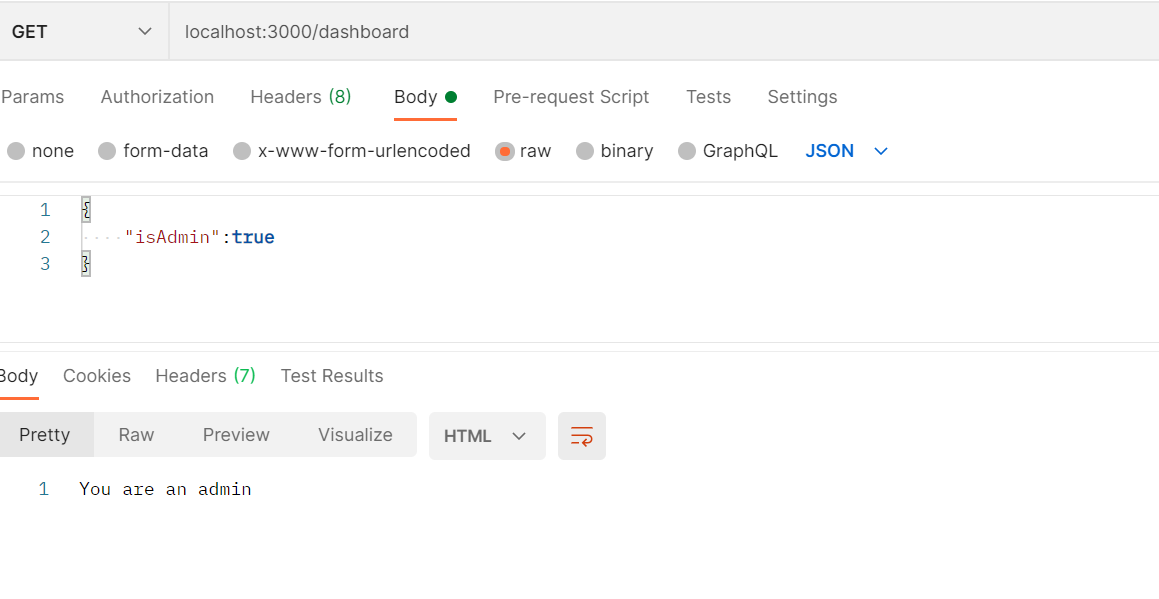 GET localhost:3000/dashboard
Params Authorization Headers (8) Body Pre-request Script Tests Settings
none form-data x-www-form-urlencoded raw binary GraphQL JSON
1 {
2 "isAdmin":true
3 }
Body Cookies Headers (7) Test Results
Pretty Raw Preview Visualize HTML
1 You are an admin